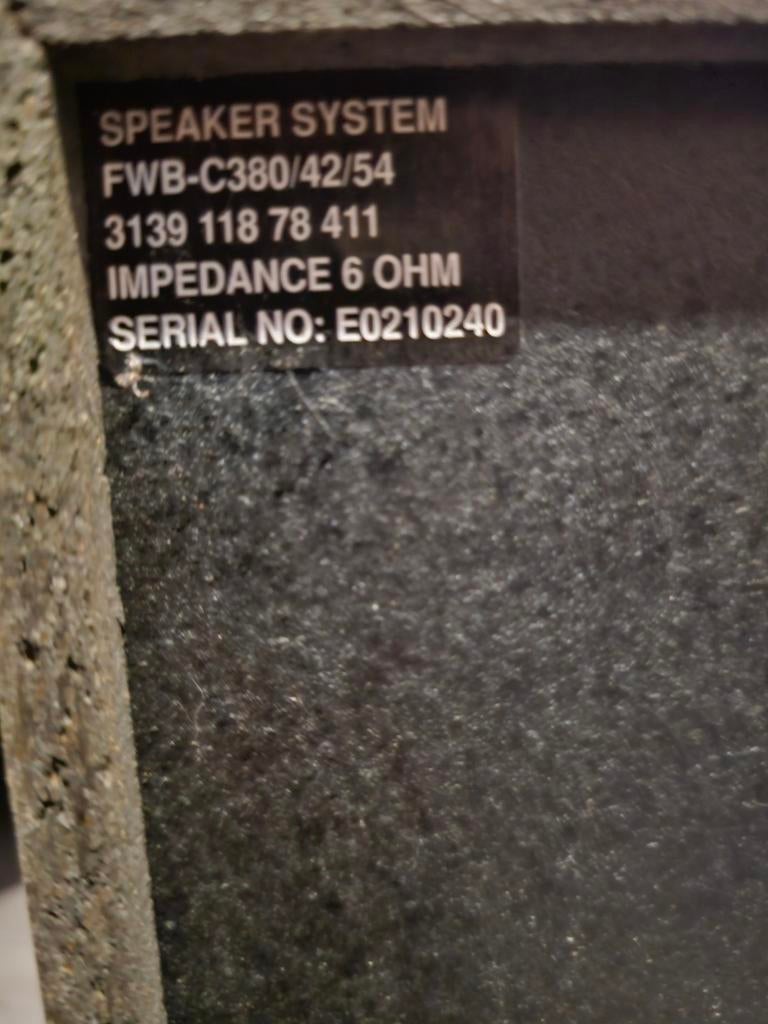 SPEAKER SYSTEM
FWB-C380/42/54
3139 118 78 411
IMPEDANCE 6 OHM
SERIAL NO: E0210240